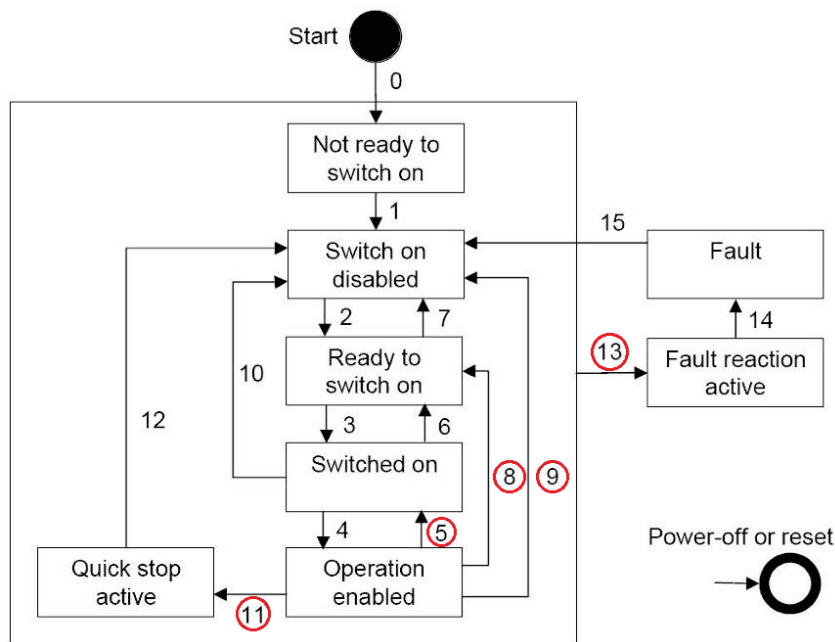 Start
0
Not ready to
switch on
1
15
Switch on
disabled
Fault
2
7
14
13
Ready to
switch on
Fault reaction
active
10
12
3
6
Switched on
8
9
4
5
Power-off or reset
Quick stop
active
Operation
enabled
11